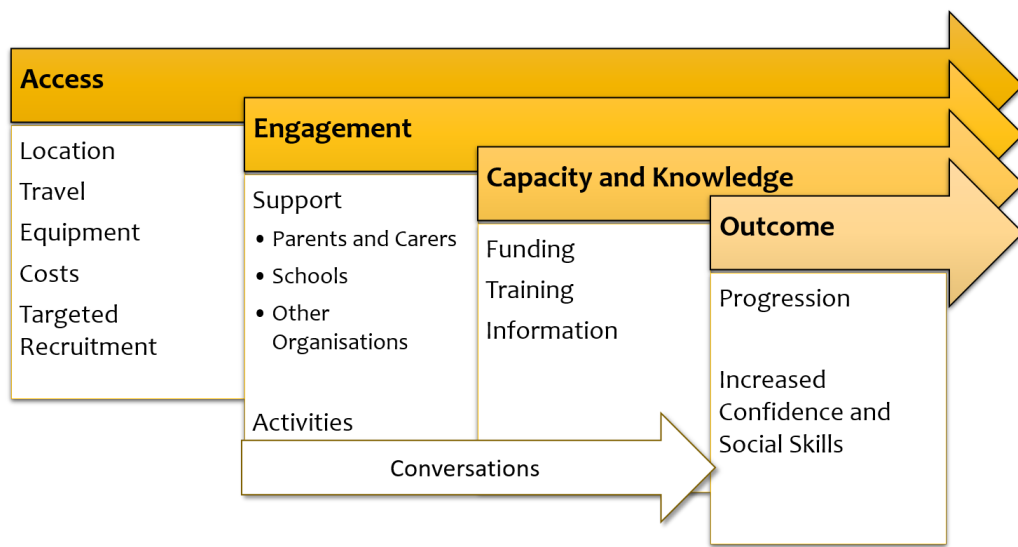 Access
Location
Travel
Equipment
Costs
Targeted
Recruitment
Engagement
Support
• Parents and Carers
• Schools
• Other
Organisations
Activities
Capacity and Knowledge
Funding
Training
Information
Outcome
Progression
Increased
Confidence and
Social Skills
Conversations